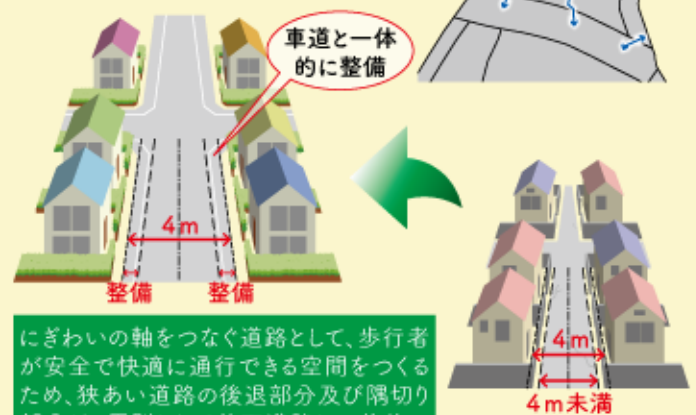 車道と一体
的に整備
4m
整備 整備
4m
4m未満
にぎわいの軸をつなぐ道路として、歩行者
が安全で快適に通行できる空間をつくる
ため、狭あい道路の後退部分及び隅切り